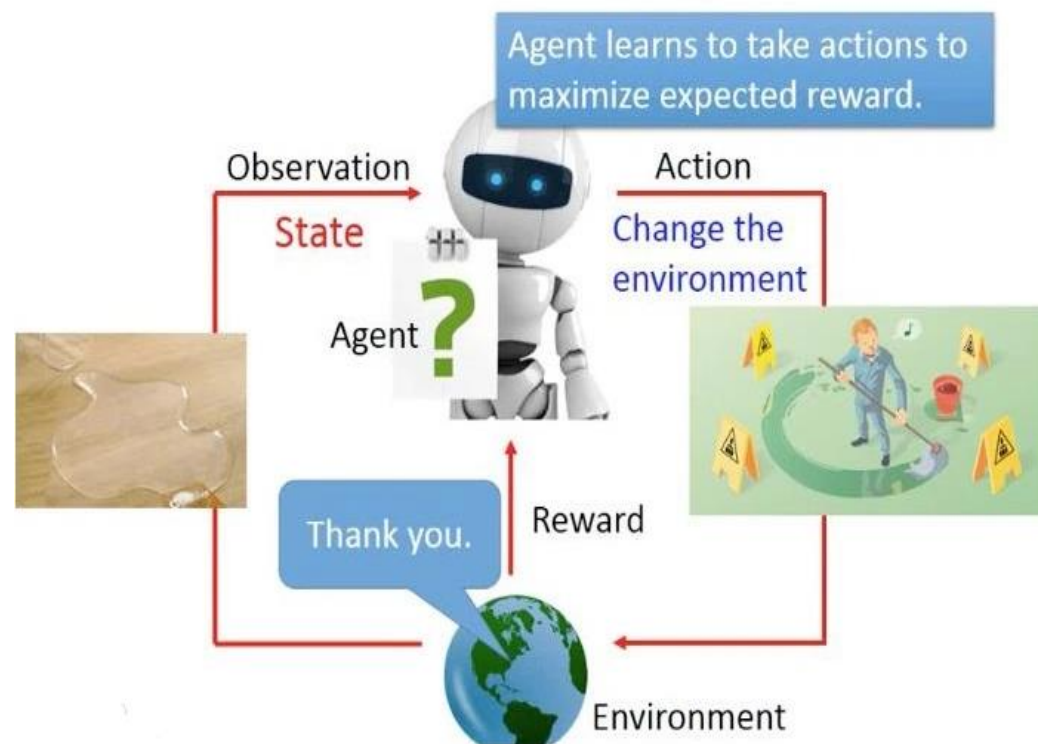 Agent learns to take actions to
maximize expected reward.
Observation
Action
State
Change the
environment
Agent
?
Thank you.
Reward
Environment